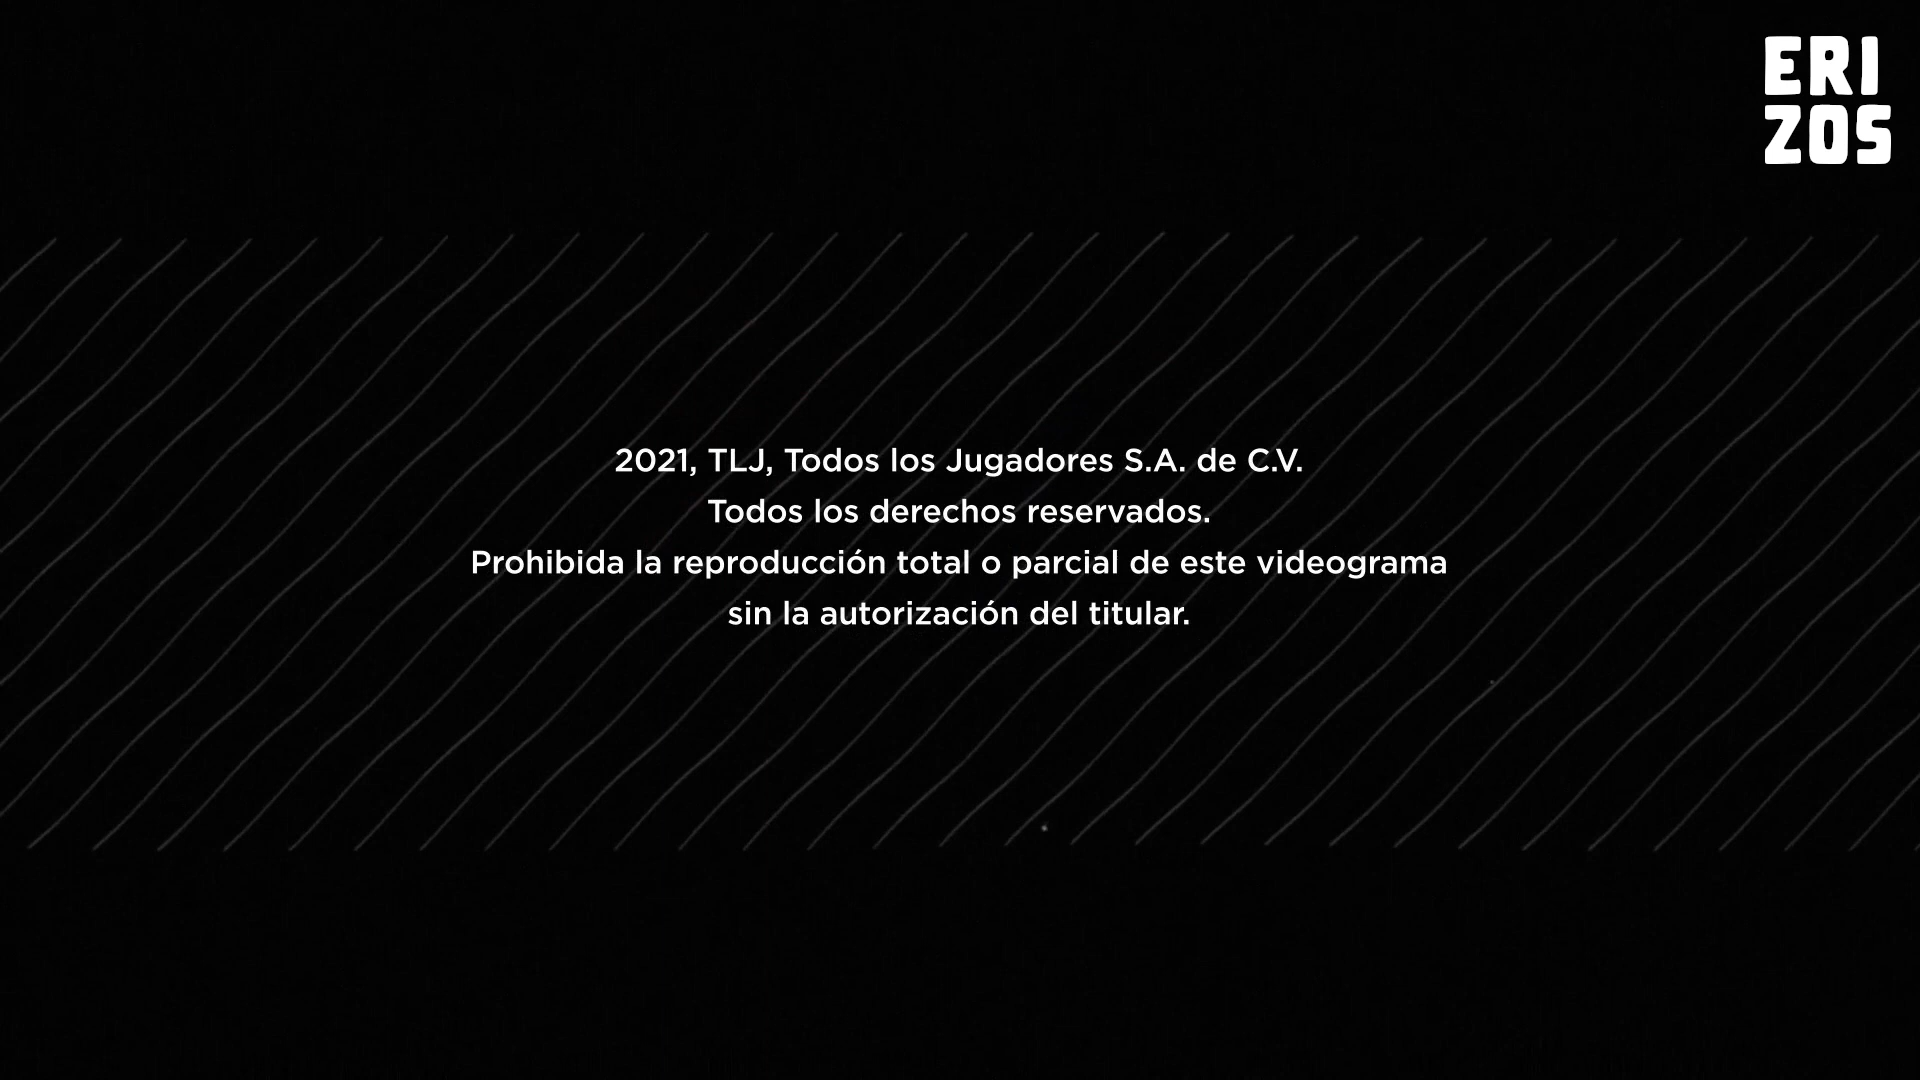 ERI
ZOS
2021, TLJ, Todos los Jugadores S.A. de C.V.
Todos los derechos reservados.
Prohibida la reproducción total o parcial de este videograma
sin la autorización del titular.